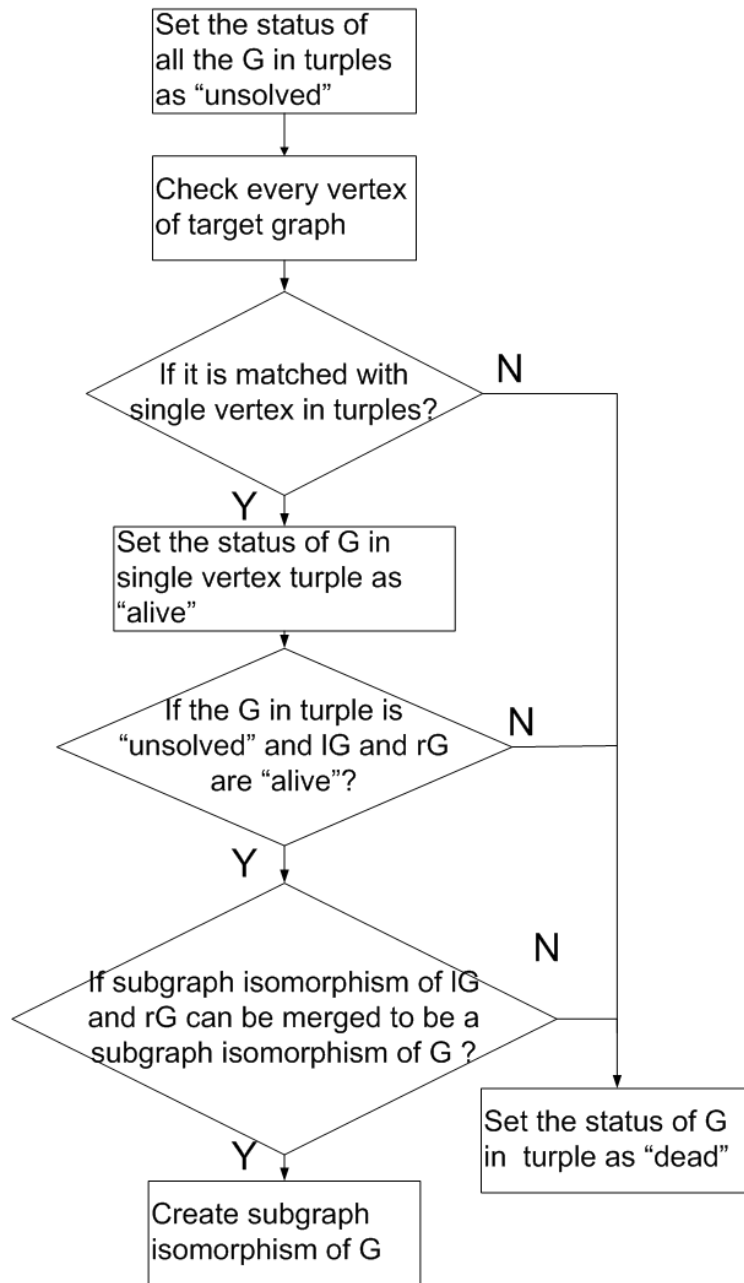 Set the status of
all the G in turples
as “unsolved”
Check every vertex
of target graph
If it is matched with
single vertex in turples?
N
Y
Set the status of G in
single vertex turple as
“alive”
If the G in turple is
“unsolved” and lG and rG
are “alive”?
N
Y
If subgraph isomorphism of lG
and rG can be merged to be a
subgraph isomorphism of G ?
N
Y
Set the status of G
in turple as “dead”
Create subgraph
isomorphism of G